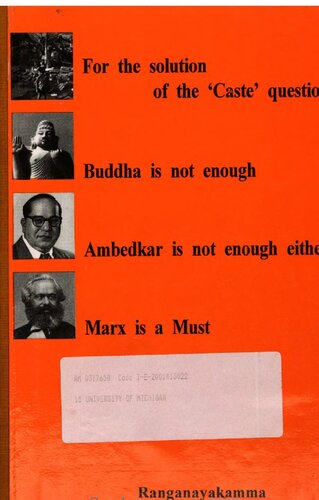 For the solution
of the 'Caste' questio
Buddha is not enough
Ambedkar is not enough eithe
Marx is a Must
UNIVERSITY OF MICHIGAN
Ranganayakamma